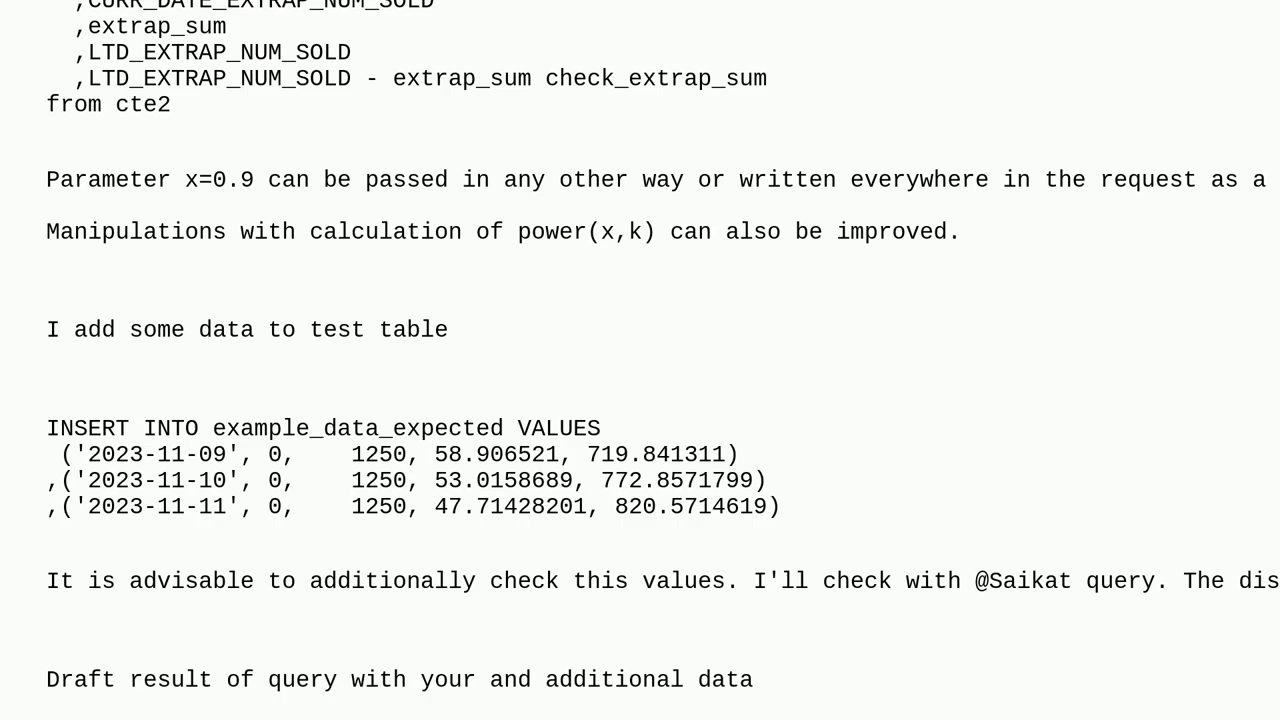 ,CURR_DATE_EXTRAP_NUM_SOLD
,extrap_sum
,LTD_EXTRAP_NUM_SOLD
,LTD_EXTRAP_NUM_SOLD - extrap_sum check_extrap_sum
from cte2
Parameter x=0.9 can be passed in any other way or written everywhere in the request as a
Manipulations with calculation of power(x,k) can also be improved.
I add some data to test table
INSERT INTO example_data_expected VALUES
('2023-11-09', 0,    1250, 58.906521, 719.841311)
,('2023-11-10', 0,    1250, 53.0158689, 772.8571799)
,('2023-11-11', 0,    1250, 47.71428201, 820.5714619)
It is advisable to additionally check this values. I'll check with @Saikat query. The dis
Draft result of query with your and additional data